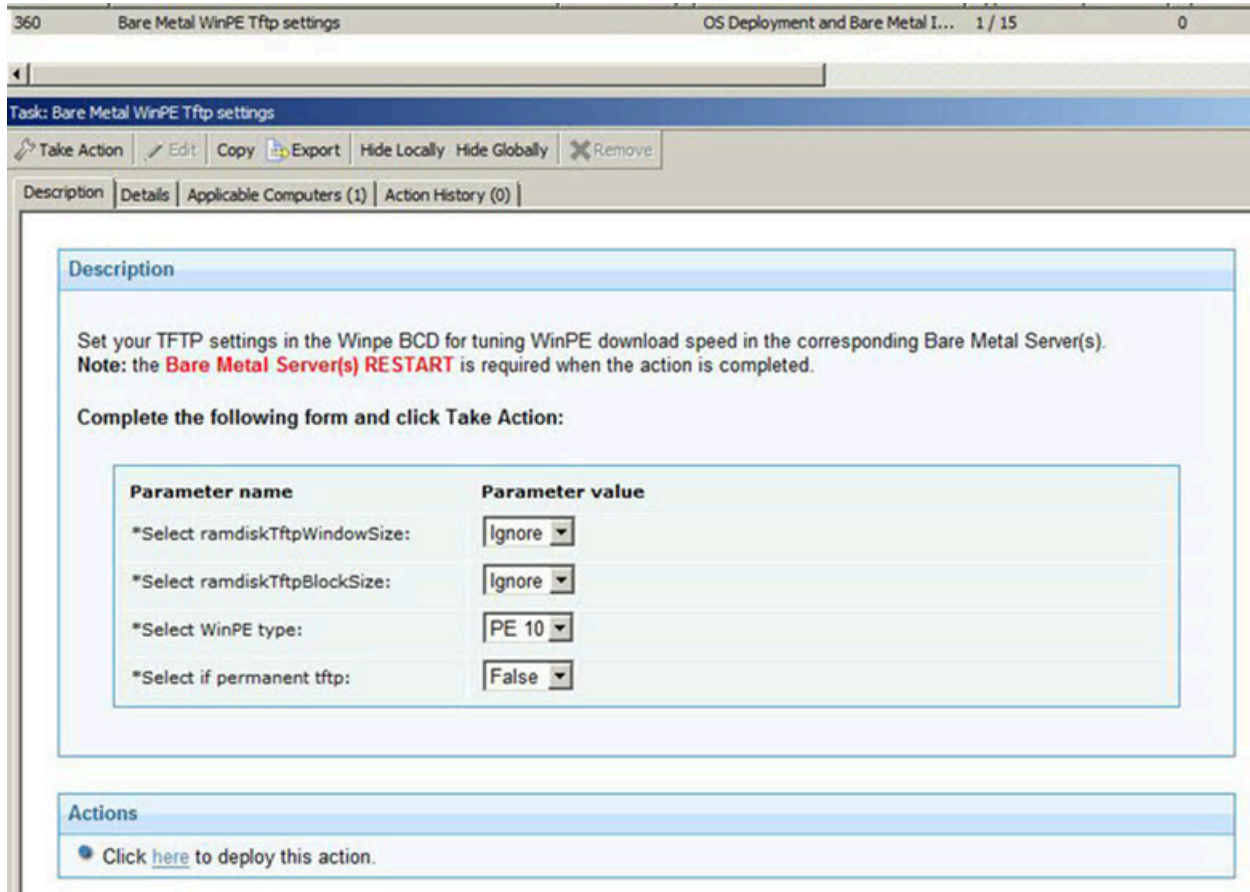 360 Bare Metal WinPE Tftp settings OS Deployment and Bare Metal I... 1 / 15 0
Task: Bare Metal WinPE Tftp settings
Take Action Edit Copy Export Hide Locally Hide Globally Remove
Description Details Applicable Computers (1) Action History (0)
Description
Set your TFTP settings in the Winpe BCD for tuning WinPE download speed in the corresponding Bare Metal Server(s).
Note: the Bare Metal Server(s) RESTART is required when the action is completed.
Complete the following form and click Take Action:
Parameter name Parameter value
*Select ramdiskTftpWindowSize: Ignore
*Select ramdiskTftpBlockSize: Ignore
*Select WinPE type: PE 10
*Select if permanent tftp: False
Actions
Click here to deploy this action.